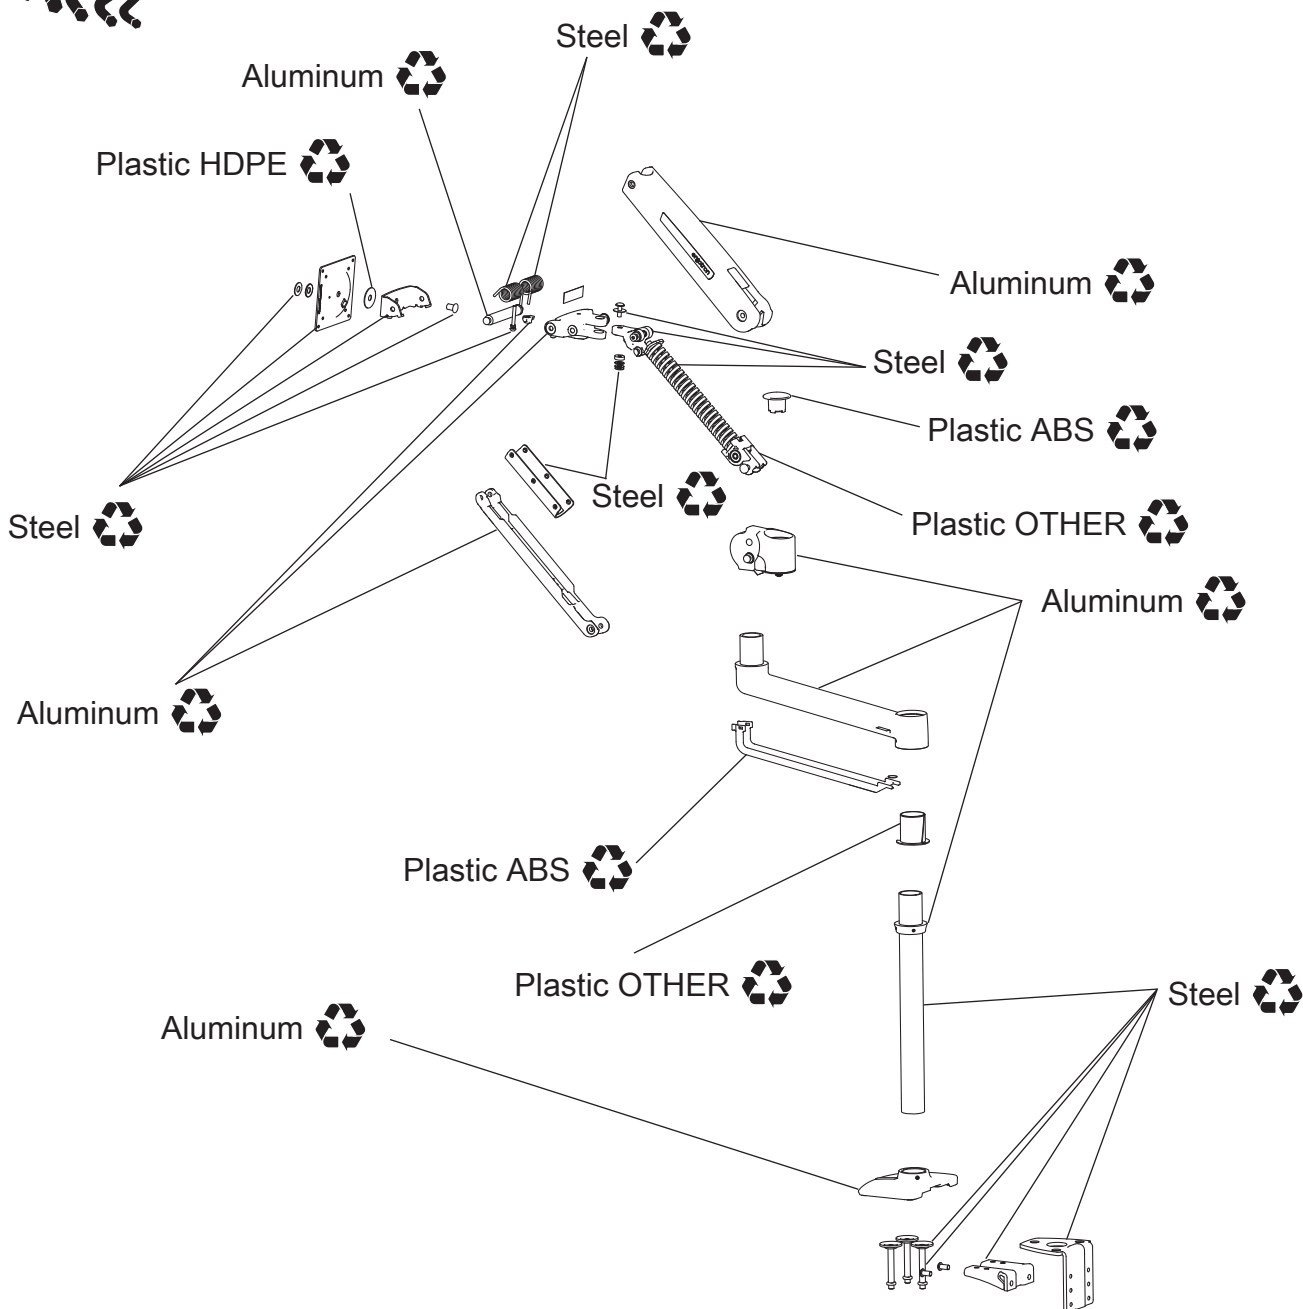 Steel
Aluminum
Plastic HDPE
ergotron
Aluminum
Steel
Plastic ABS
Steel
Steel
Plastic OTHER
Aluminum
Aluminum
Plastic ABS
Plastic OTHER
Steel
Aluminum